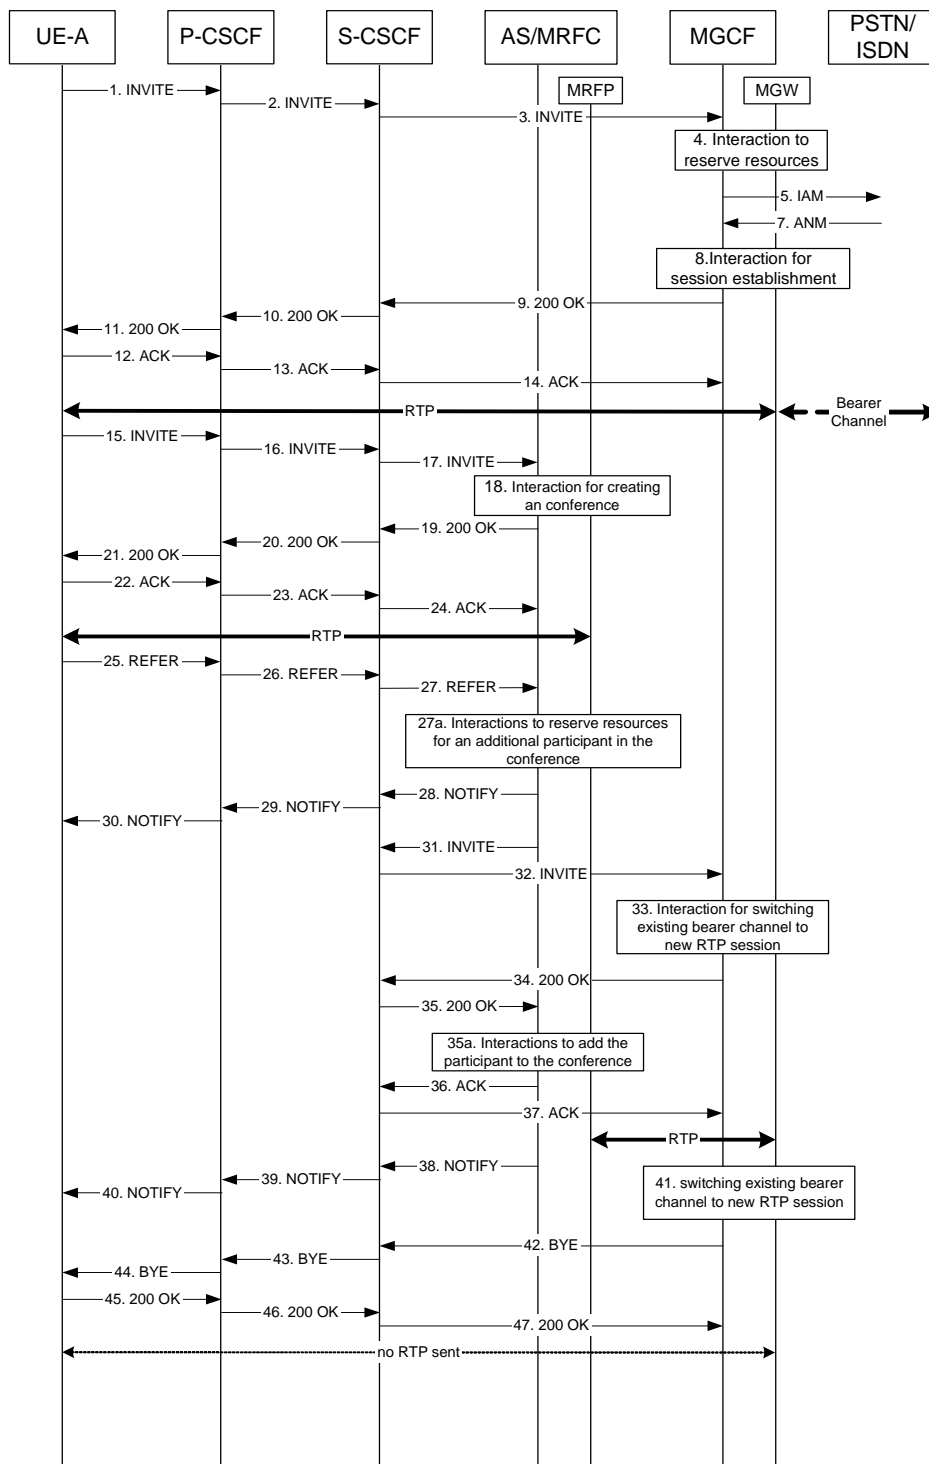 UE-A
P-CSCF
S-CSCF
AS/MRFC
MGCF
PSTN/
ISDN
MRFP
MGW
1. INVITE
2. INVITE
3. INVITE
4. Interaction to
reserve resources
5. IAM
7. ANM
8.Interaction for
session establishment
9. 200 OK
10. 200 OK
11. 200 OK
12. ACK
13. ACK
14. ACK
RTP
Bearer
Channel
15. INVITE
16. INVITE
17. INVITE
18. Interaction for creating
an conference
19. 200 OK
20. 200 OK
21. 200 OK
22. ACK
23. ACK
24. ACK
RTP
25. REFER
26. REFER
27. REFER
27a. Interactions to reserve resources
for an additional participant in the
conference
28. NOTIFY
29. NOTIFY
30. NOTIFY
31. INVITE
32. INVITE
33. Interaction for switching
existing bearer channel to
new RTP session
34. 200 OK
35. 200 OK
35a. Interactions to add the
participant to the conference
36. ACK
37. ACK
RTP
38. NOTIFY
39. NOTIFY
40. NOTIFY
41. switching existing bearer
channel to new RTP session
42. BYE
43. BYE
44. BYE
45. 200 OK
46. 200 OK
47. 200 OK
no RTP sent